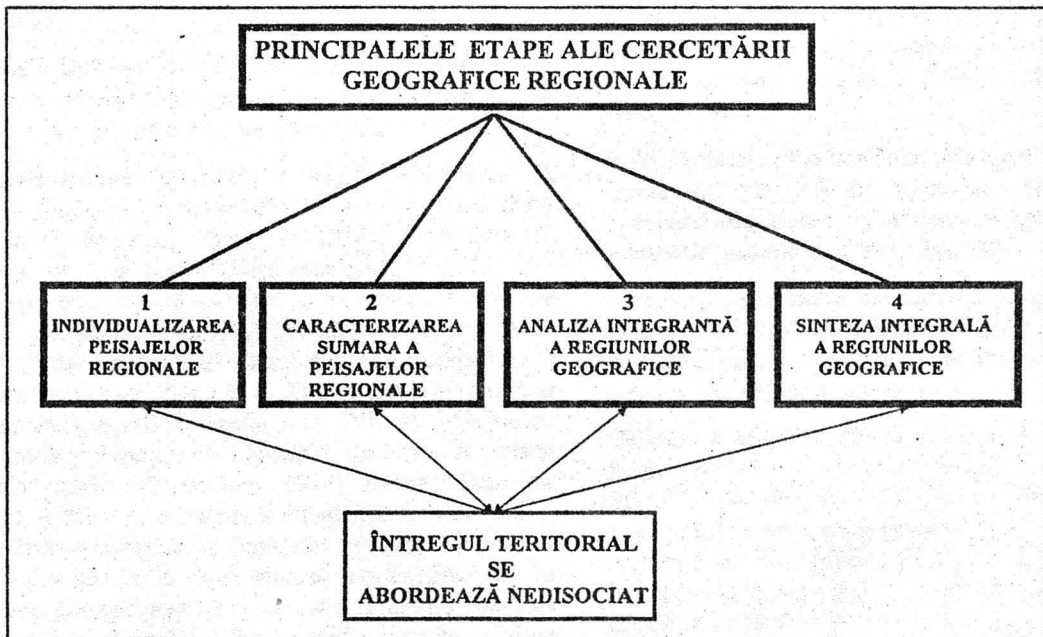 PRINCIPALELE ETAPE ALE CERCETĂRII
GEOGRAFICE REGIONALE
1
INDIVIDUALIZAREA
PEISAJELOR
REGIONALE
2
CARACTERIZAREA
SUMARA A
PEISAJELOR
REGIONALE
3
ANALIZA INTEGRANTĂ
A REGIUNILOR
GEOGRAFICE
4
SINTEZA INTEGRALĂ
A REGIUNILOR
GEOGRAFICE
ÎNTREGUL TERITORIAL
SE
ABORDEAZĂ NEDISOCIAT